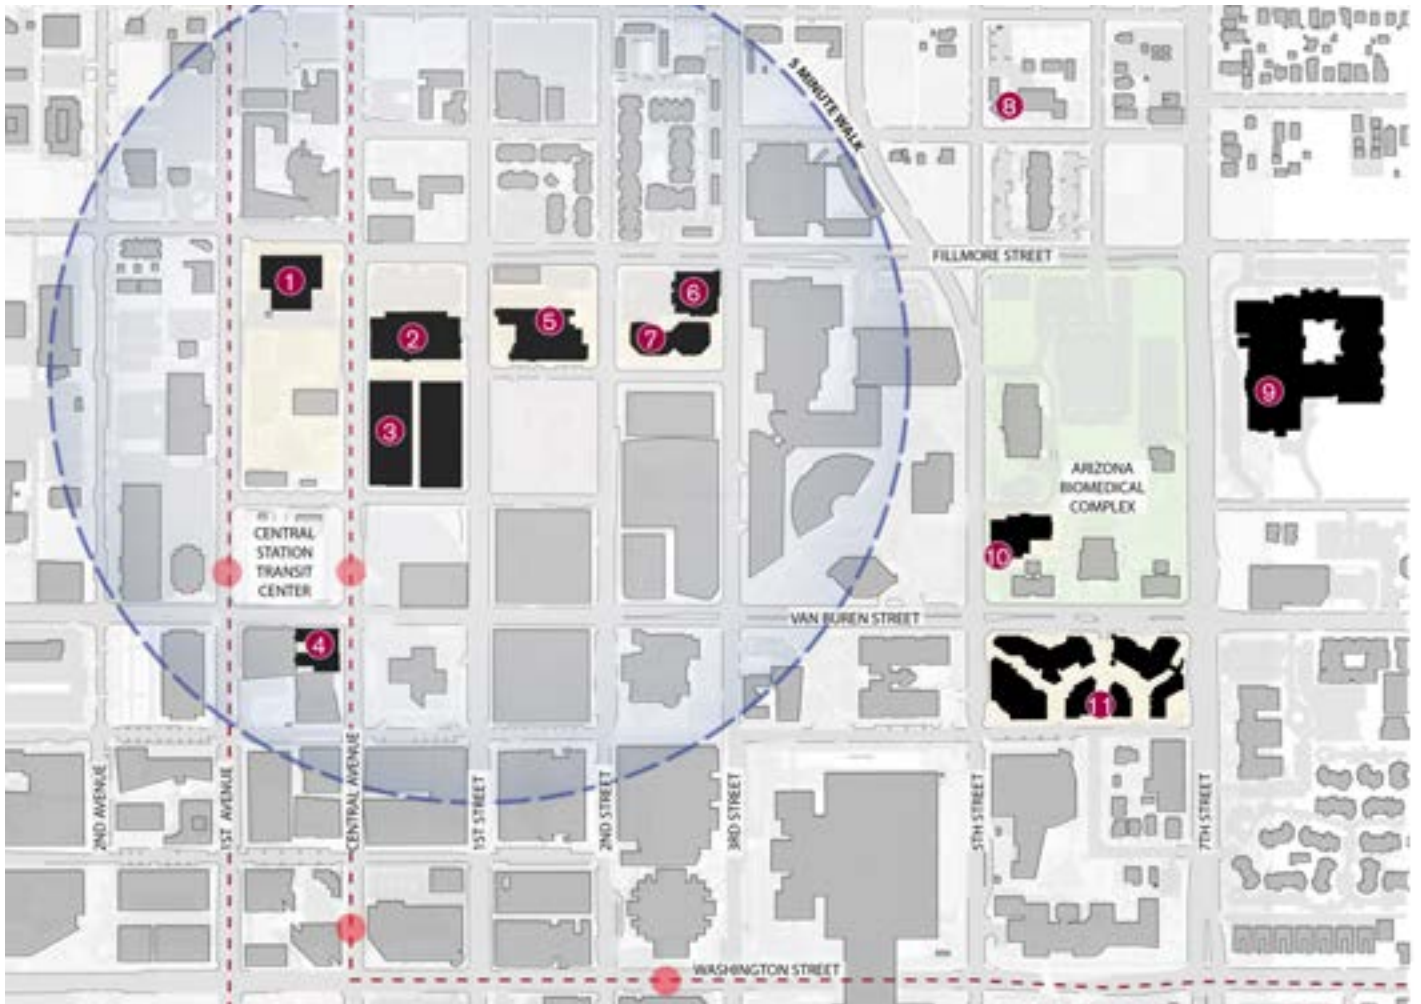 5 MINUTE WALK
8
FILLMORE STREET
1
6
5
2
7
9
3
ARIZONA
BIOMEDICAL
COMPLEX
CENTRAL
STATION
TRANSIT
CENTER
10
VAN BUREN STREET
4
11
2ND AVENUE
1ST AVENUE
CENTRAL AVENUE
1ST STREET
2ND STREET
3RD STREET
5TH STREET
7TH STREET
WASHINGTON STREET